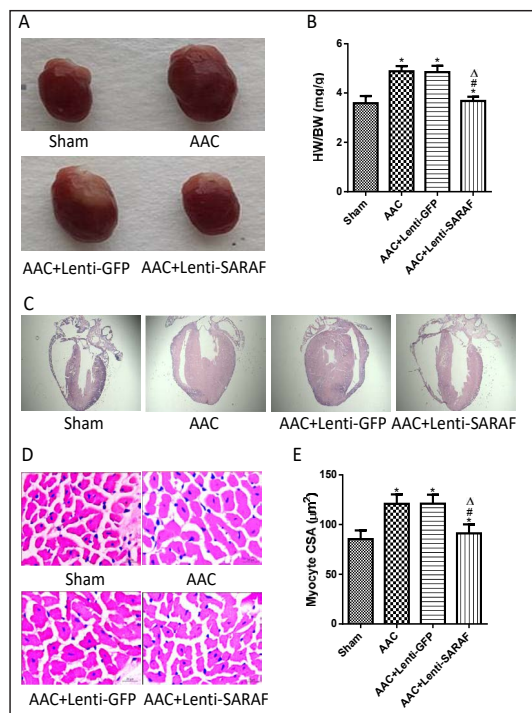 A
Sham
AAC
AAC+Lenti-GFP
AAC+Lenti-SARAF
B
HW/BW (mg/g)
8
6
4
2
0
*
*
Δ
#
*
Sham
AAC
AAC+Lenti-GFP
AAC+Lenti-SARAF
C
Sham
AAC
AAC+Lenti-GFP
AAC+Lenti-SARAF
D
Sham
AAC
AAC+Lenti-GFP
AAC+Lenti-SARAF
E
Myocyte CSA (μm²)
150
100
50
0
*
*
Δ
#
*
Sham
AAC
AAC+Lenti-GFP
AAC+Lenti-SARAF